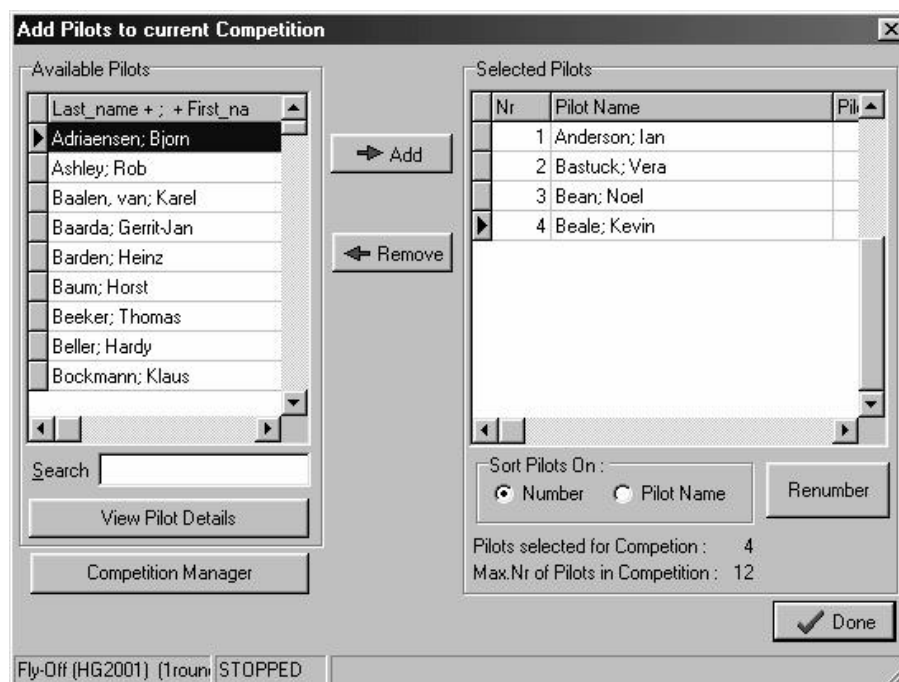 Add Pilots to current Competition
Available Pilots
Last_name + ; + First_na
Adriaensen; Bjorn
Ashley; Rob
Baalen, van; Karel
Baarda; Gerrit-Jan
Barden; Heinz
Baum; Horst
Beeker; Thomas
Beller; Hardy
Bockmann; Klaus
Search
View Pilot Details
Competition Manager
Add
Remove
Selected Pilots
Nr Pilot Name Pil
1 Anderson; Ian
2 Bastuck; Vera
3 Bean; Noel
4 Beale; Kevin
Sort Pilots On :
Number Pilot Name
Renumber
Pilots selected for Competion : 4
Max.Nr of Pilots in Competition : 12
Done
Fly-Off (HG2001) (1roun STOPPED